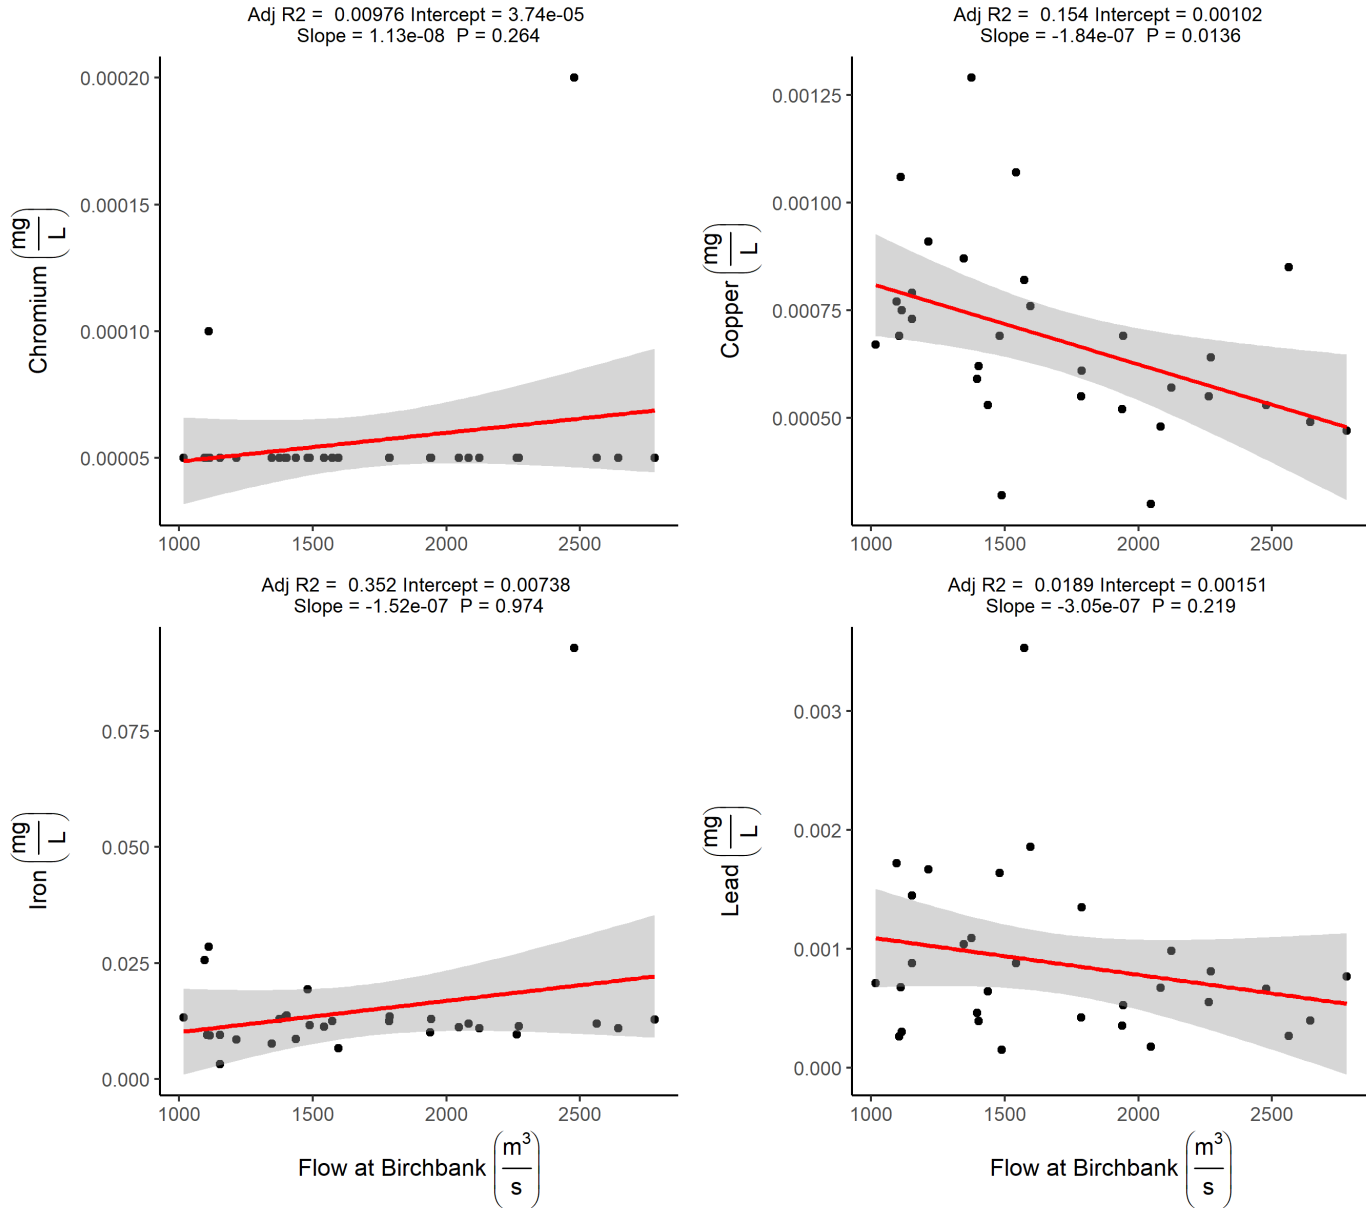 Adj R2 =  0.00976 Intercept = 3.74e-05
Slope = 1.13e-08  P = 0.264
Chromium (mg/L)
0.00020
0.00015
0.00010
0.00005
1000 1500 2000 2500
Adj R2 =  0.154 Intercept = 0.00102
Slope = -1.84e-07  P = 0.0136
Copper (mg/L)
0.00125
0.00100
0.00075
0.00050
1000 1500 2000 2500
Adj R2 =  0.352 Intercept = 0.00738
Slope = -1.52e-07  P = 0.974
Iron (mg/L)
0.075
0.050
0.025
0.000
1000 1500 2000 2500
Flow at Birchbank (m³/s)
Adj R2 =  0.0189 Intercept = 0.00151
Slope = -3.05e-07  P = 0.219
Lead (mg/L)
0.003
0.002
0.001
0.000
1000 1500 2000 2500
Flow at Birchbank (m³/s)